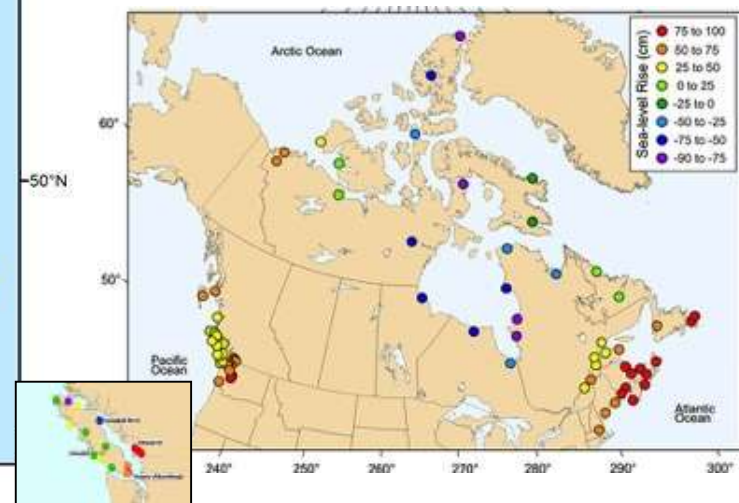 Arctic Ocean
Sea-level Rise (cm)
75 to 100
50 to 75
25 to 50
0 to 25
-25 to 0
-50 to -25
-75 to -50
-90 to -75
60°
50°N
50°
Pacific
Ocean
Atlantic
Ocean
240° 250° 260° 270° 280° 290° 300°